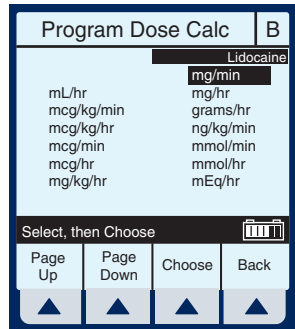 Program Dose Calc B
Lidocaine
mg/min
mL/hr mg/hr
mcg/kg/min grams/hr
mcg/kg/hr ng/kg/min
mcg/min mmol/min
mcg/hr mmol/hr
mg/kg/hr mEq/hr
Select, then Choose
Page Up Page Down Choose Back